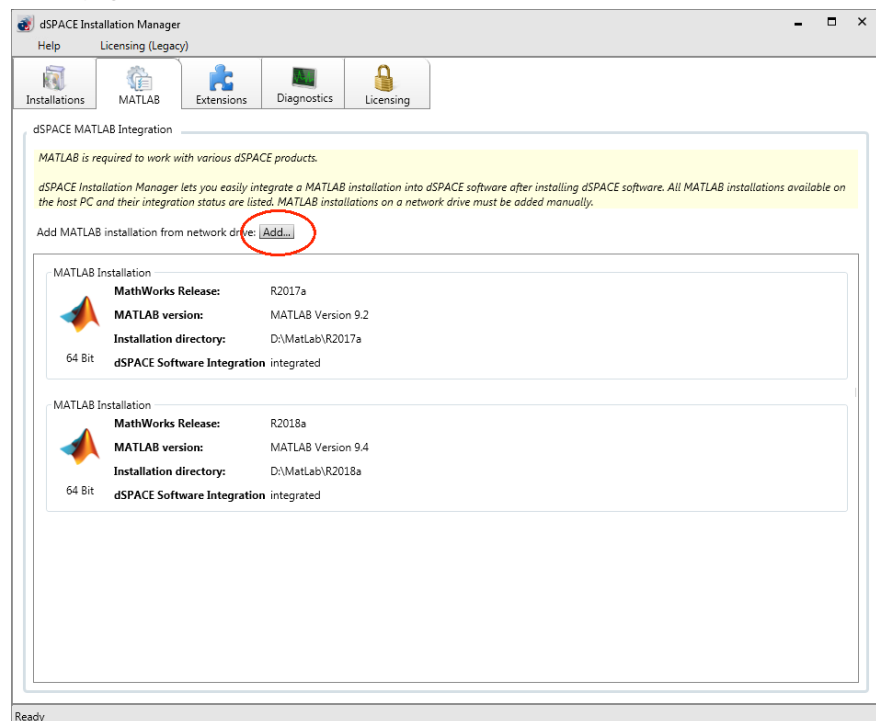 dSPACE Installation Manager
Help Licensing (Legacy)
Installations MATLAB Extensions Diagnostics Licensing
dSPACE MATLAB Integration
MATLAB is required to work with various dSPACE products.
dSPACE Installation Manager lets you easily integrate a MATLAB installation into dSPACE software after installing dSPACE software. All MATLAB installations available on
the host PC and their integration status are listed. MATLAB installations on a network drive must be added manually.
Add MATLAB installation from network drive: Add...
MATLAB Installation
MathWorks Release: R2017a
MATLAB version: MATLAB Version 9.2
Installation directory: D:\MatLab\R2017a
64 Bit dSPACE Software Integration integrated
MATLAB Installation
MathWorks Release: R2018a
MATLAB version: MATLAB Version 9.4
Installation directory: D:\MatLab\R2018a
64 Bit dSPACE Software Integration integrated
Ready